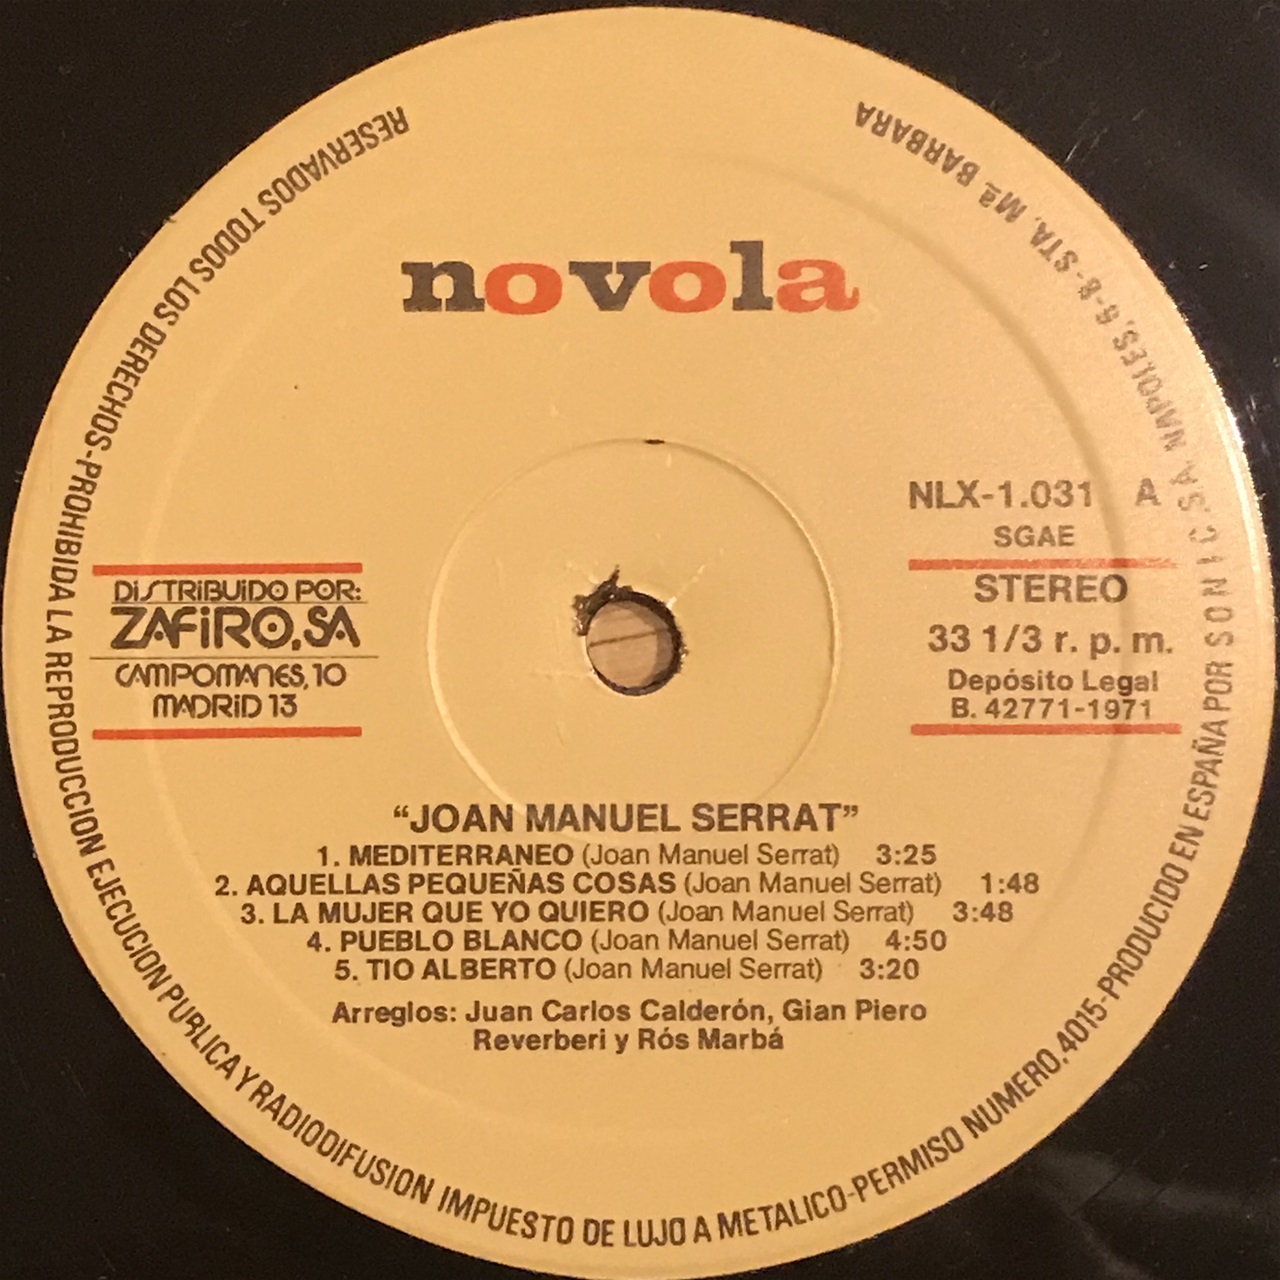 novola
NLX-1.031 A
SGAE
STEREO
33 1/3 r. p. m.
Depósito Legal
B. 42771-1971
DISTRIBUIDO POR:
ZAFIRO, SA
CAMPOMANES, 10
MADRID 13
“JOAN MANUEL SERRAT”
1. MEDITERRANEO (Joan Manuel Serrat) 3:25
2. AQUELLAS PEQUEÑAS COSAS (Joan Manuel Serrat) 1:48
3. LA MUJER QUE YO QUIERO (Joan Manuel Serrat) 3:48
4. PUEBLO BLANCO (Joan Manuel Serrat) 4:50
5. TIO ALBERTO (Joan Manuel Serrat) 3:20
Arreglos: Juan Carlos Calderón, Gian Piero
Reverberi y Rós Marbá
RESERVADOS TODOS LOS DERECHOS-PROHIBIDA LA REPRODUCCION EJECUCION PUBLICA Y RADIODIFUSION IMPUESTO DE LUJO A METALICO-PERMISO NUMERO, 4015-PRODUCIDO EN ESPAÑA POR SONIC, S.A. NAPOLES, 6-8-STA. Mª BARBARA